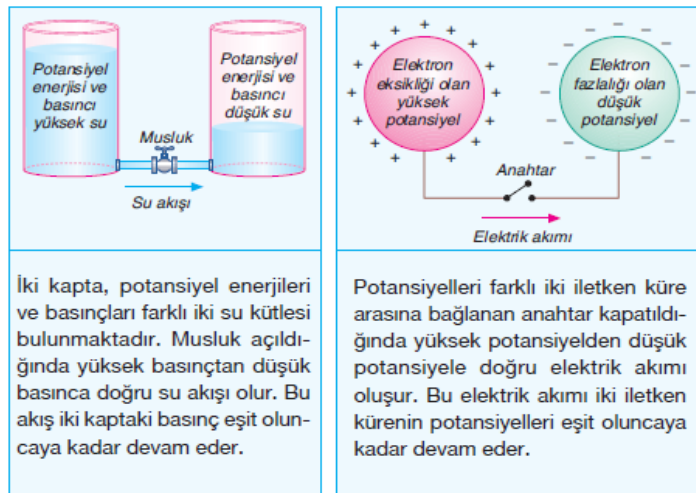 Potansiyel
enerjisi ve
basıncı
yüksek su
Potansiyel
enerjisi ve
basıncı
düşük su
Musluk
Su akışı
İki kapta, potansiyel enerjileri
ve basınçları farklı iki su kütlesi
bulunmaktadır. Musluk açıldı-
ğında yüksek basınçtan düşük
basınca doğru su akışı olur. Bu
akış iki kaptaki basınç eşit olun-
caya kadar devam eder.
Elektron
eksikliği olan
yüksek
potansiyel
Elektron
fazlalığı olan
düşük
potansiyel
Anahtar
Elektrik akımı
Potansiyelleri farklı iki iletken küre
arasına bağlanan anahtar kapatıldı-
ğında yüksek potansiyelden düşük
potansiyele doğru elektrik akımı
oluşur. Bu elektrik akımı iki iletken
kürenin potansiyelleri eşit oluncaya
kadar devam eder.